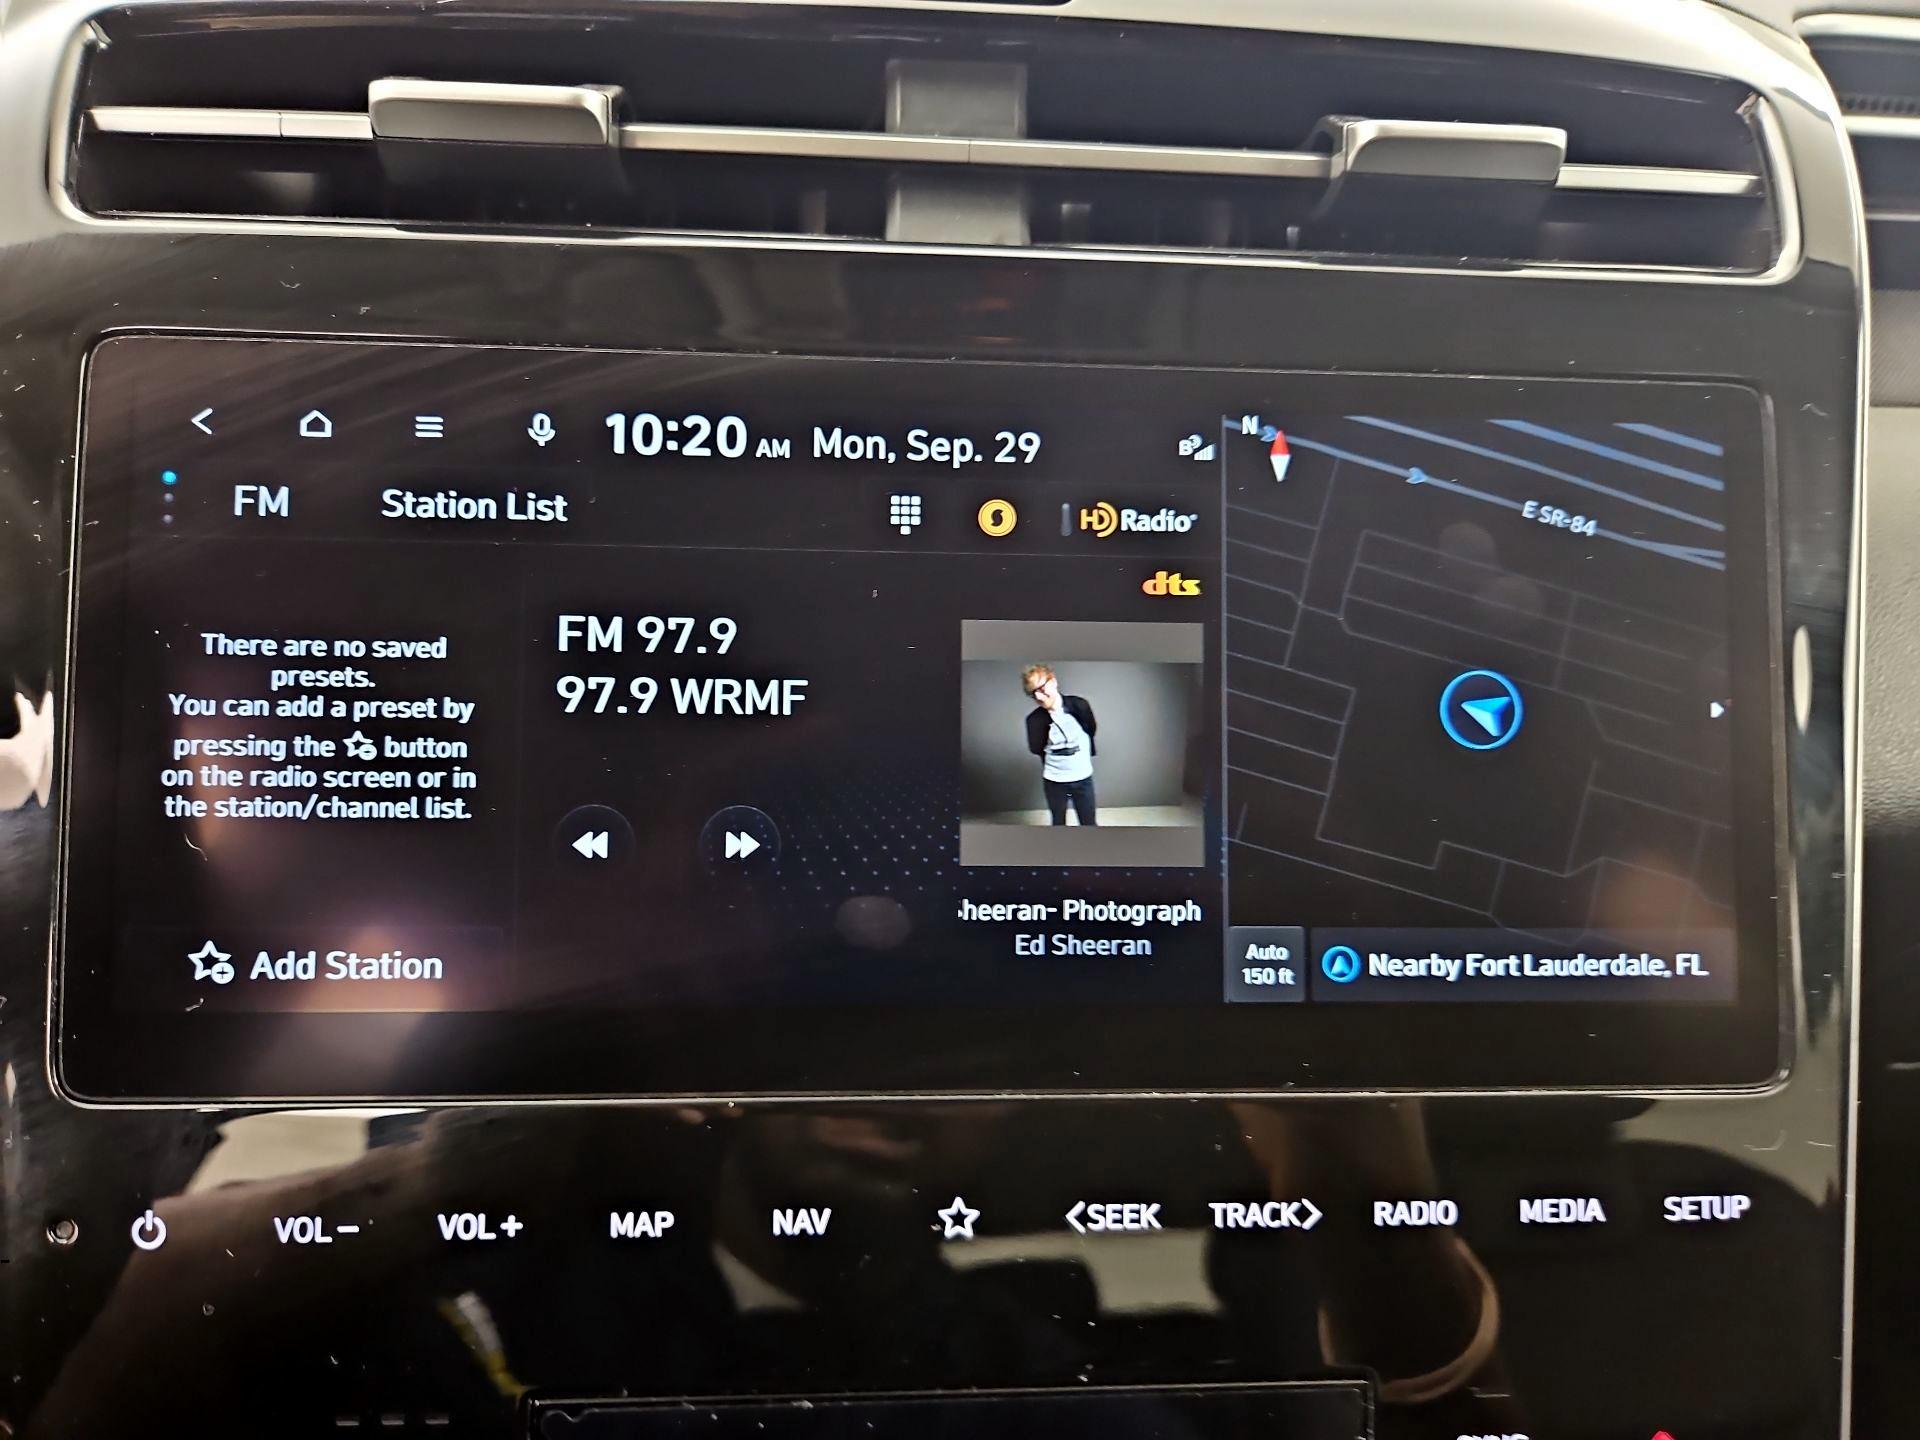 10:20 AM Mon, Sep. 29
FM
Station List
HD Radio
dts
There are no saved
presets.
You can add a preset by
pressing the button
on the radio screen or in
the station/channel list.
Add Station
FM 97.9
97.9 WRMF
heeran- Photograph
Ed Sheeran
N
E SR-84
Auto
150 ft
Nearby Fort Lauderdale, FL
VOL− VOL+ MAP NAV <SEEK TRACK> RADIO MEDIA SETUP